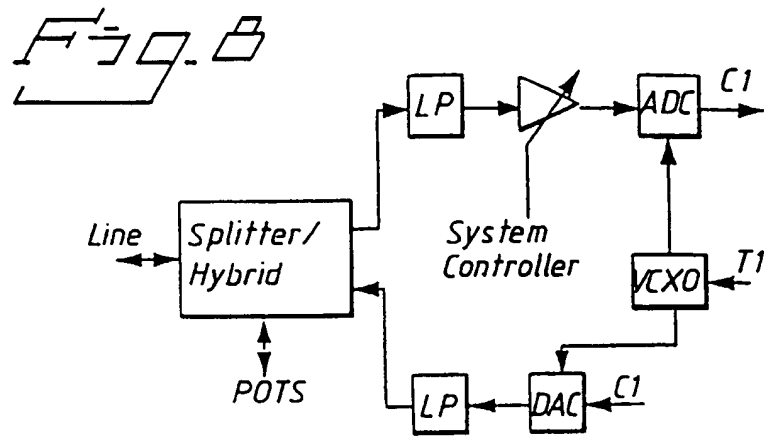 Fig. 8
LP
ADC
C1
Line
Splitter/
Hybrid
System
Controller
VCXO
T1
POTS
LP
DAC
C1